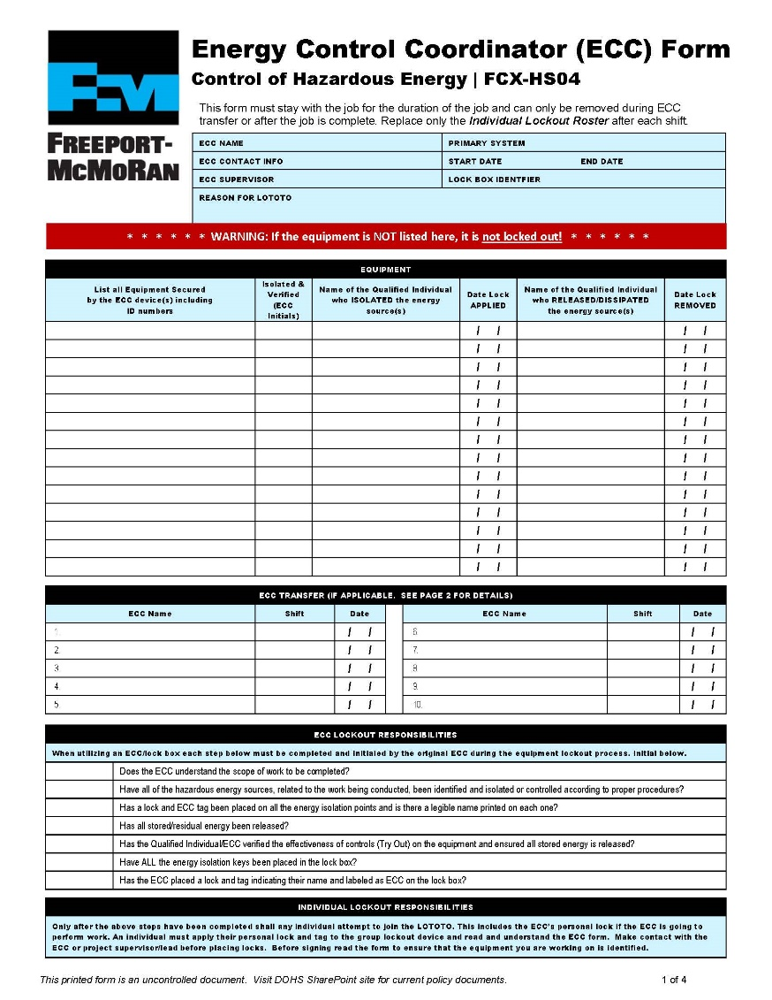 Energy Control Coordinator (ECC) Form
Control of Hazardous Energy | FCX-HS04
FM
FREEPORT-
McMoRAN
This form must stay with the job for the duration of the job and can only be removed during ECC
transfer or after the job is complete. Replace only the Individual Lockout Roster after each shift.
ECC NAME PRIMARY SYSTEM
ECC CONTACT INFO START DATE END DATE
ECC SUPERVISOR LOCK BOX IDENTFIER
REASON FOR LOTOTO
* * * * * * WARNING: If the equipment is NOT listed here, it is not locked out! * * * * * *
EQUIPMENT
List all Equipment Secured
by the ECC device(s) including
ID numbers
Isolated &
Verified
(ECC
Initials)
Name of the Qualified Individual
who ISOLATED the energy
source(s)
Date Lock
APPLIED
Name of the Qualified Individual
who RELEASED/DISSIPATED
the energy source(s)
Date Lock
REMOVED
/ / / /
/ / / /
/ / / /
/ / / /
/ / / /
/ / / /
/ / / /
/ / / /
/ / / /
/ / / /
/ / / /
/ / / /
/ / / /
/ / / /
ECC TRANSFER (IF APPLICABLE. SEE PAGE 2 FOR DETAILS)
ECC Name Shift Date ECC Name Shift Date
1. / / 6. / /
2. / / 7. / /
3. / / 8. / /
4. / / 9. / /
5. / / 10. / /
ECC LOCKOUT RESPONSIBILITIES
When utilizing an ECC/lock box each step below must be completed and initialed by the original ECC during the equipment lockout process. Initial below.
Does the ECC understand the scope of work to be completed?
Have all of the hazardous energy sources, related to the work being conducted, been identified and isolated or controlled according to proper procedures?
Has a lock and ECC tag been placed on all the energy isolation points and is there a legible name printed on each one?
Has all stored/residual energy been released?
Has the Qualified Individual/ECC verified the effectiveness of controls (Try Out) on the equipment and ensured all stored energy is released?
Have ALL the energy isolation keys been placed in the lock box?
Has the ECC placed a lock and tag indicating their name and labeled as ECC on the lock box?
INDIVIDUAL LOCKOUT RESPONSIBILITIES
Only after the above steps have been completed shall any individual attempt to join the LOTOTO. This includes the ECC's personal lock if the ECC is going to
perform work. An individual must apply their personal lock and tag to the group lockout device and read and understand the ECC form. Make contact with the
ECC or project supervisor/lead before placing locks. Before signing read the form to ensure that the equipment you are working on is identified.
This printed form is an uncontrolled document. Visit DOHS SharePoint site for current policy documents. 1 of 4